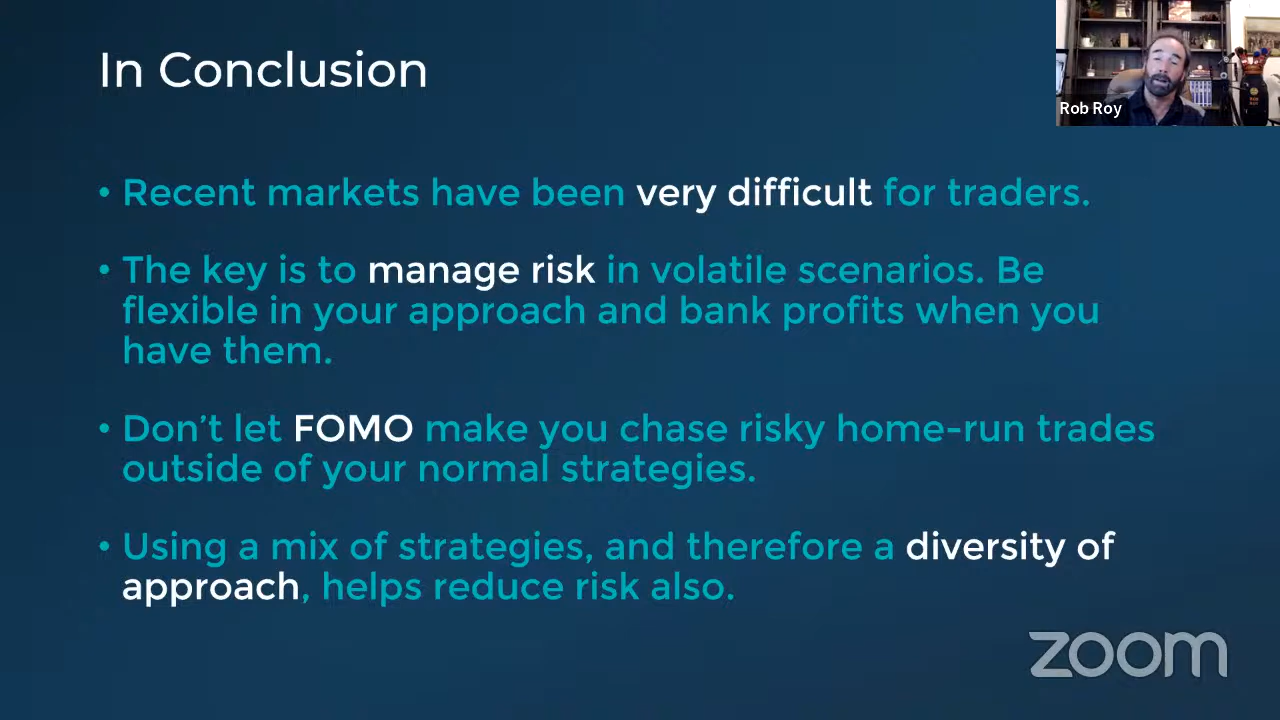 In Conclusion
Rob Roy
• Recent markets have been very difficult for traders.
• The key is to manage risk in volatile scenarios. Be
flexible in your approach and bank profits when you
have them.
• Don’t let FOMO make you chase risky home-run trades
outside of your normal strategies.
• Using a mix of strategies, and therefore a diversity of
approach, helps reduce risk also.
zoom